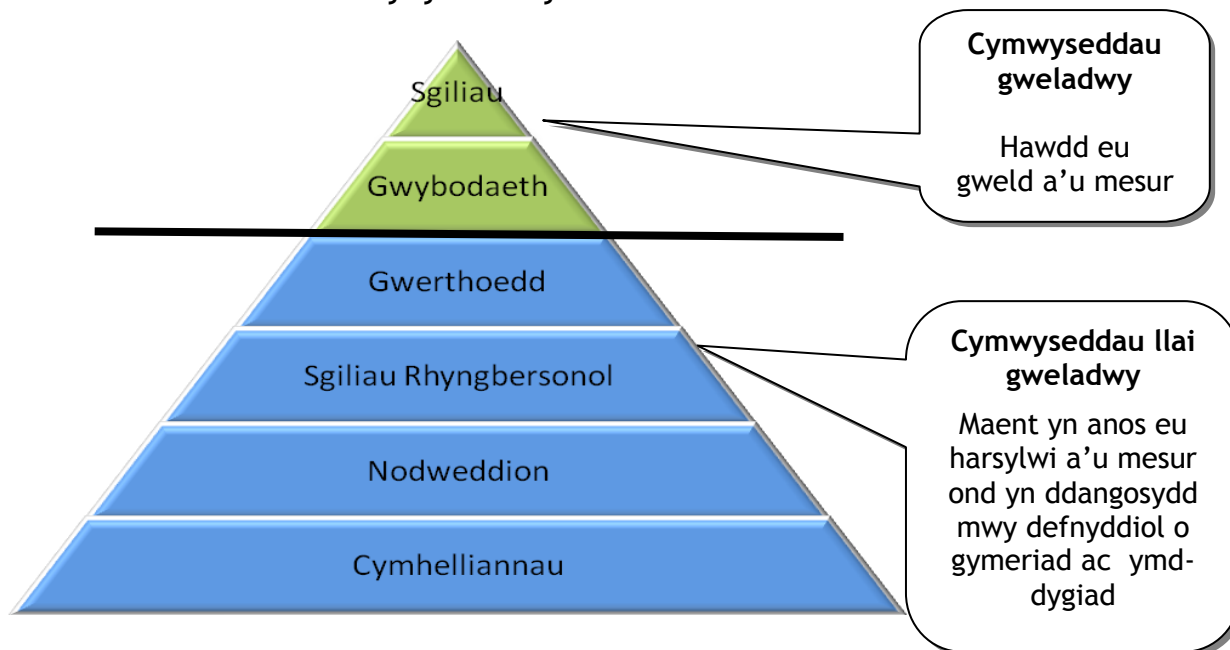 Sgiliau
Gwybodaeth
Gwerthoedd
Sgiliau Rhyngbersonol
Nodweddion
Cymhelliannau
Cymwyseddau
gweladwy
Hawdd eu
gweld a'u mesur
Cymwyseddau llai
gweladwy
Maent yn anos eu
harsylwi a'u mesur
ond yn ddangosydd
mwy defnyddiol o
gymeriad ac ymd-
dygiad